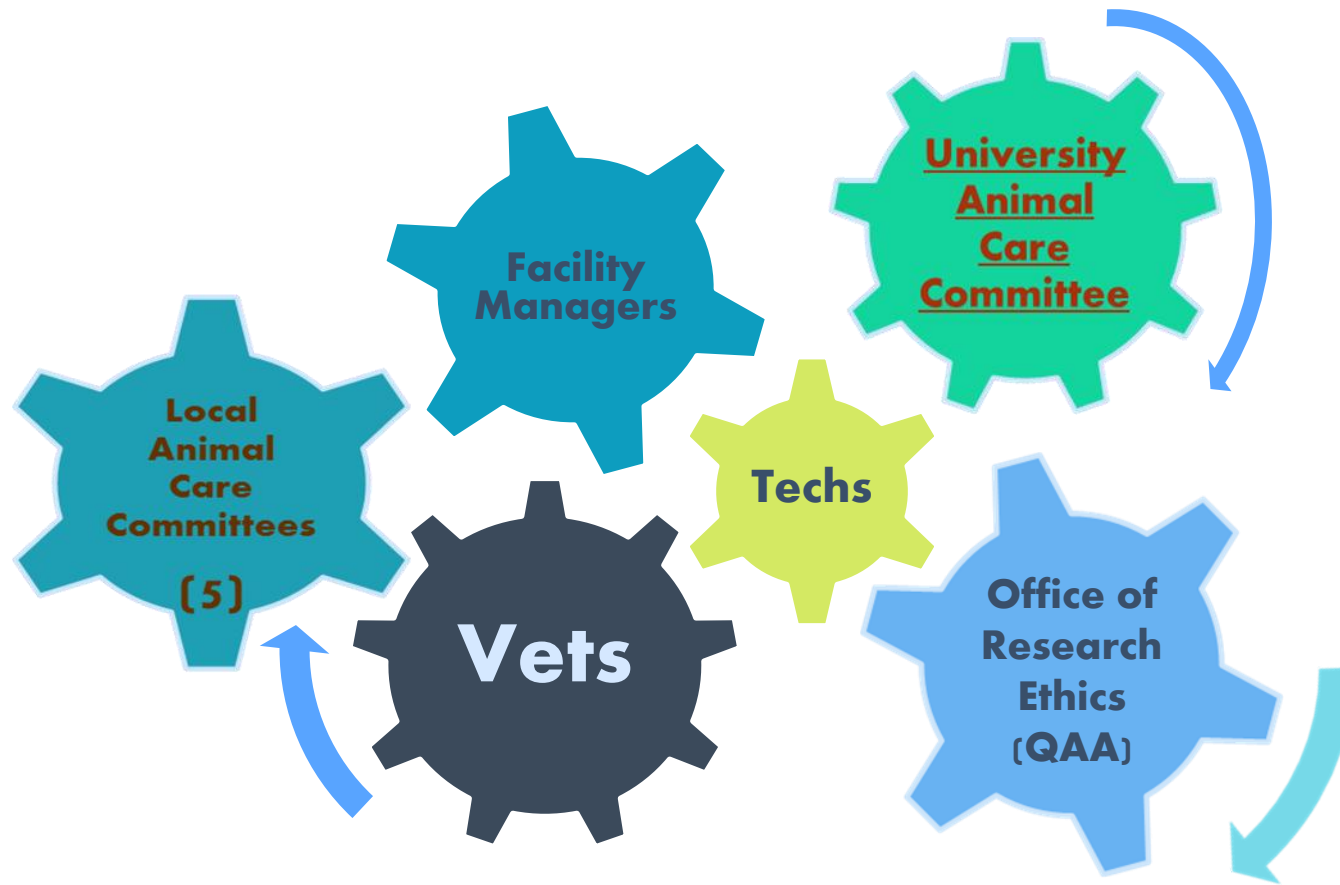 University
Animal
Care
Committee
Facility
Managers
Local
Animal
Care
Committees
(5)
Techs
Vets
Office of
Research
Ethics
(QAA)